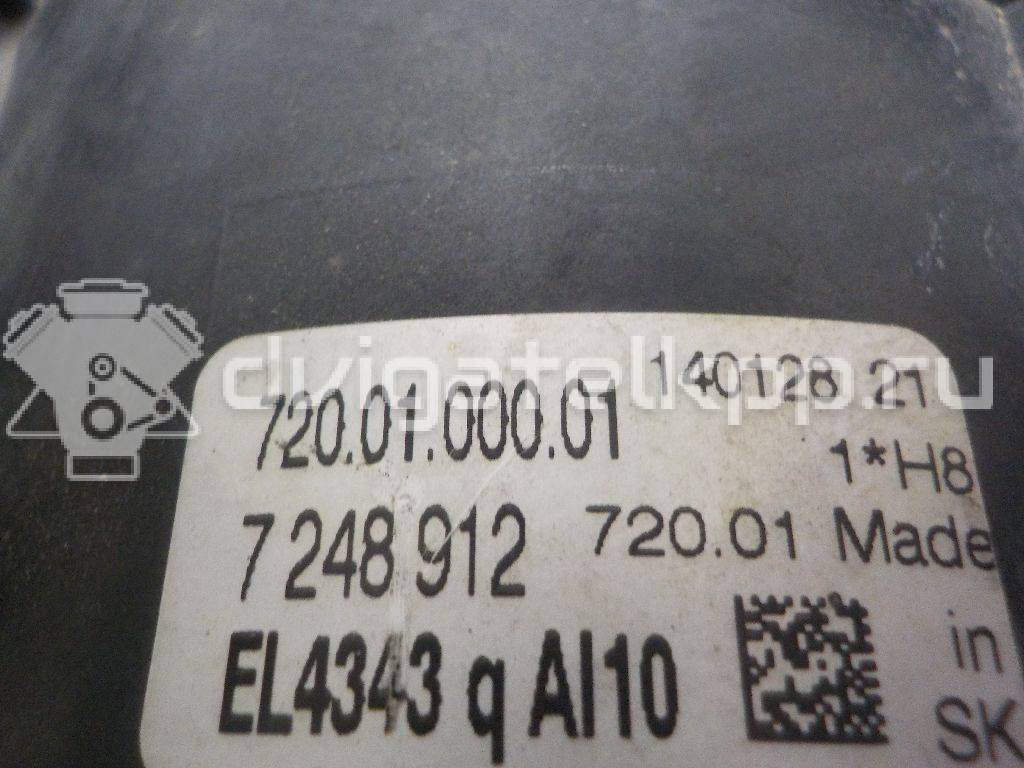 140128 21
720.01.000.01
1*H8
7 248 912 720.01 Made
EL4343 q Al10 in
SK
dvigatelkpp.ru